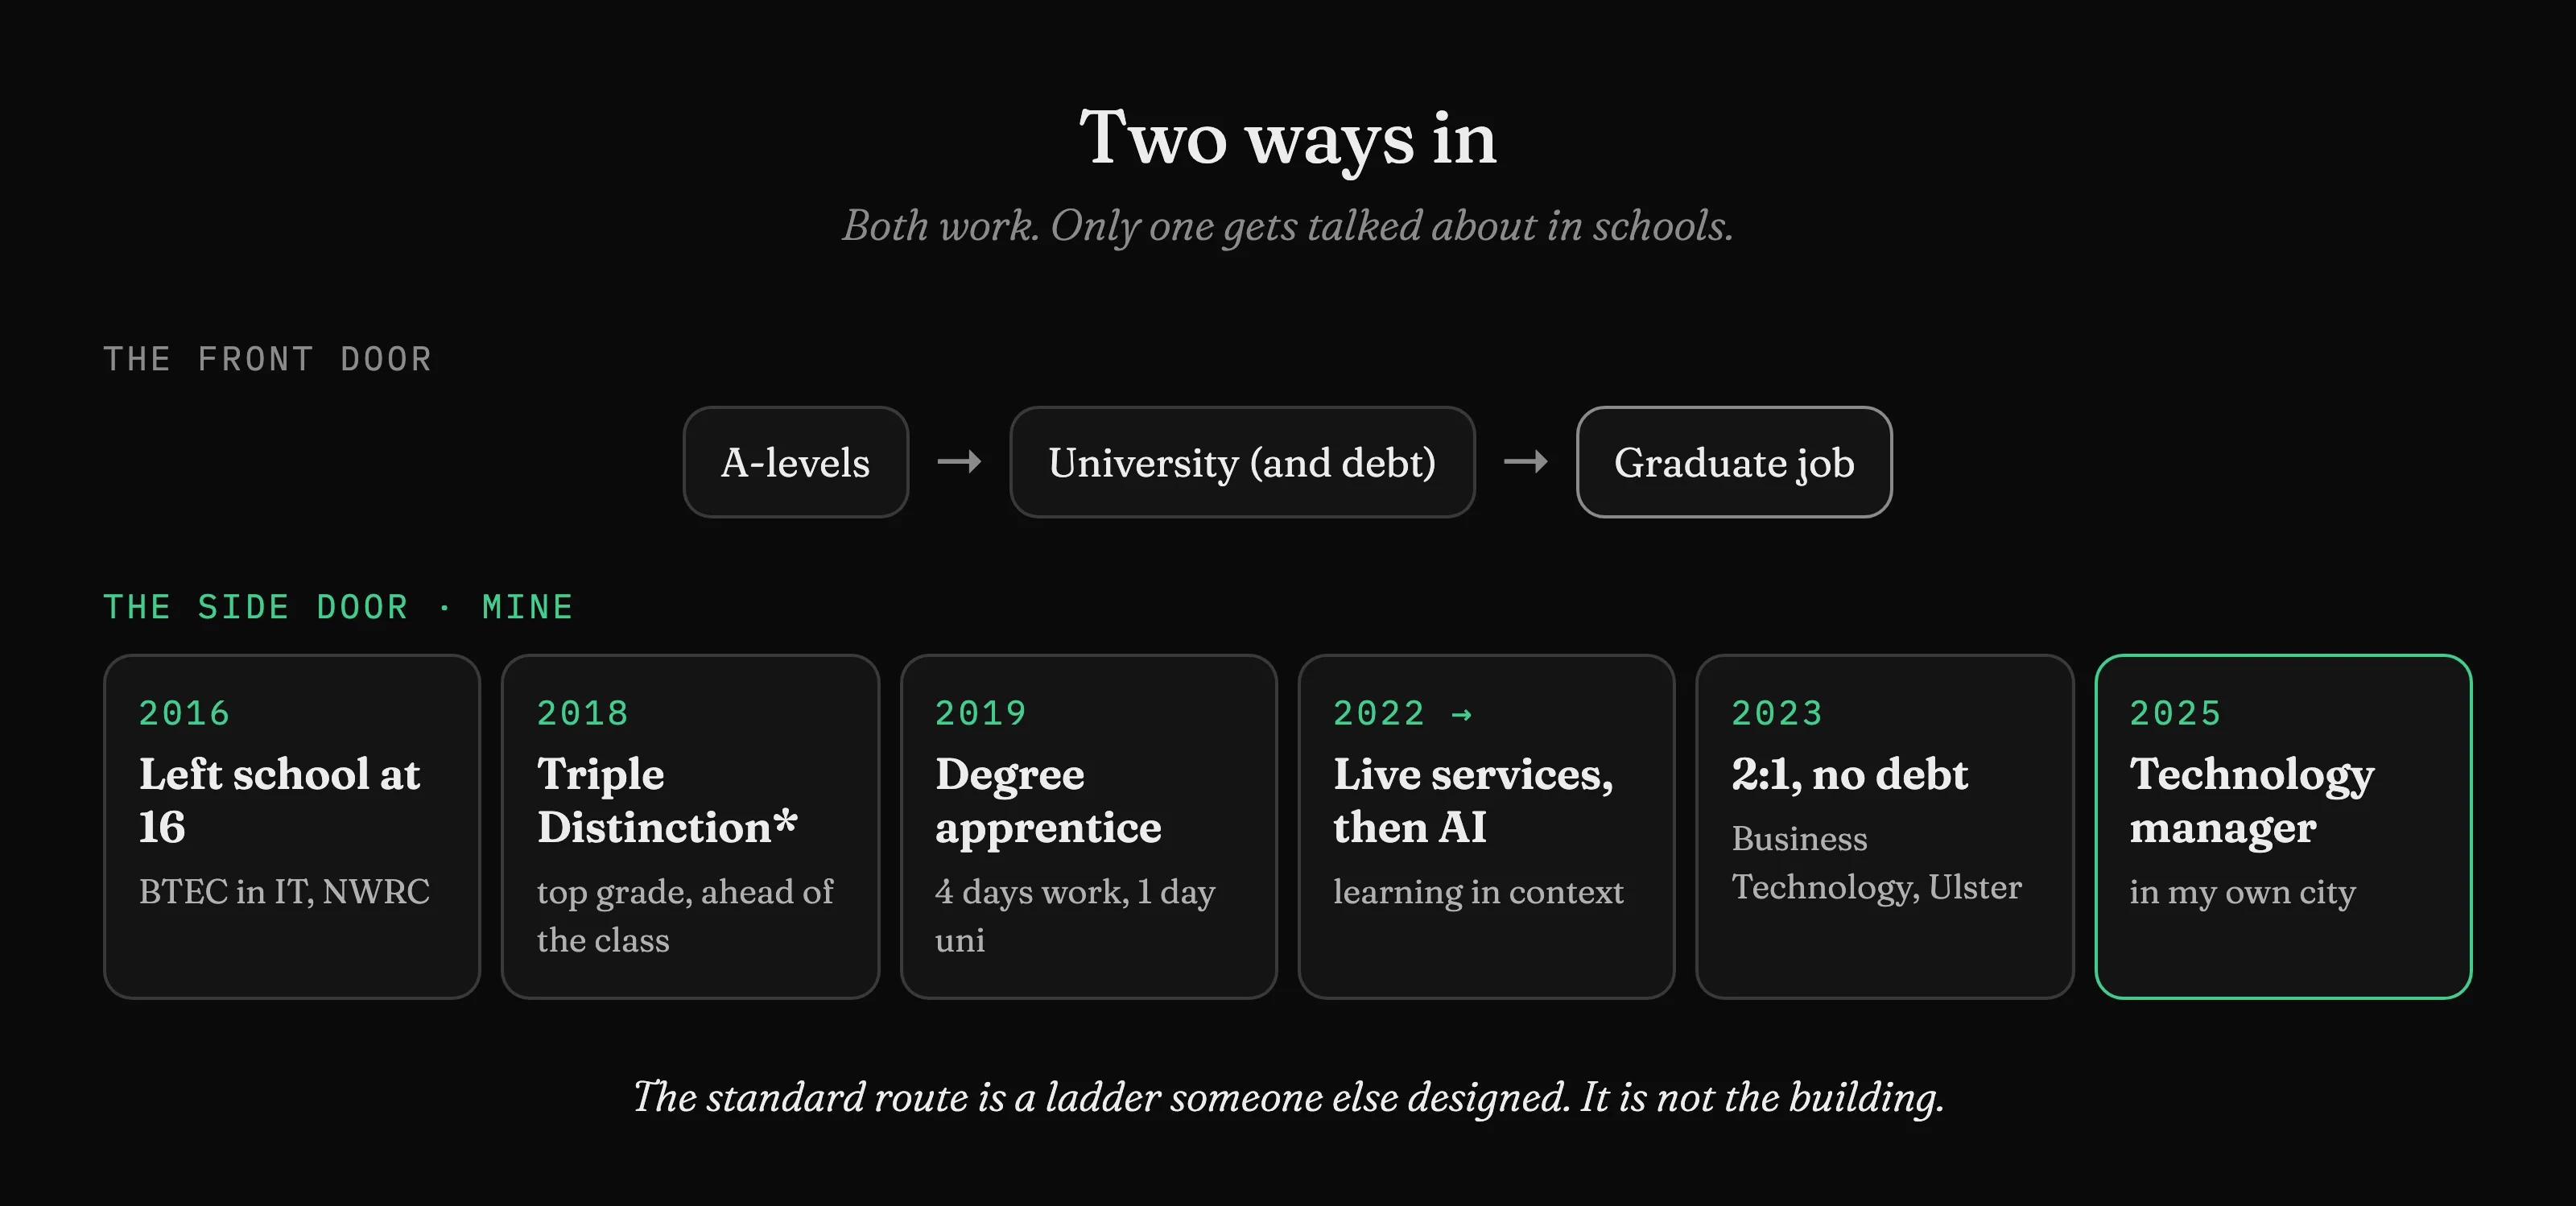 Two ways in
Both work. Only one gets talked about in schools.
THE FRONT DOOR
A-levels → University (and debt) → Graduate job
THE SIDE DOOR · MINE
2016
Left school at
16
BTEC in IT, NWRC
2018
Triple
Distinction*
top grade, ahead of
the class
2019
Degree
apprentice
4 days work, 1 day
uni
2022 →
Live services,
then AI
learning in context
2023
2:1, no debt
Business
Technology, Ulster
2025
Technology
manager
in my own city
The standard route is a ladder someone else designed. It is not the building.